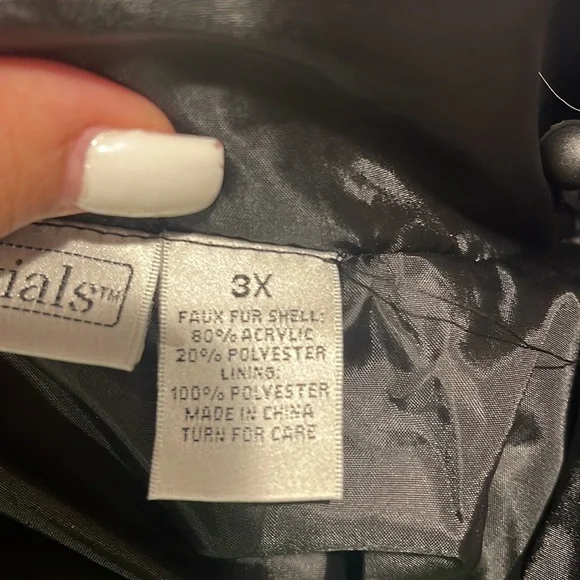 ials™
3X
FAUX FUR SHELL:
80% ACRYLIC
20% POLYESTER
LINING:
100% POLYESTER
MADE IN CHINA
TURN FOR CARE